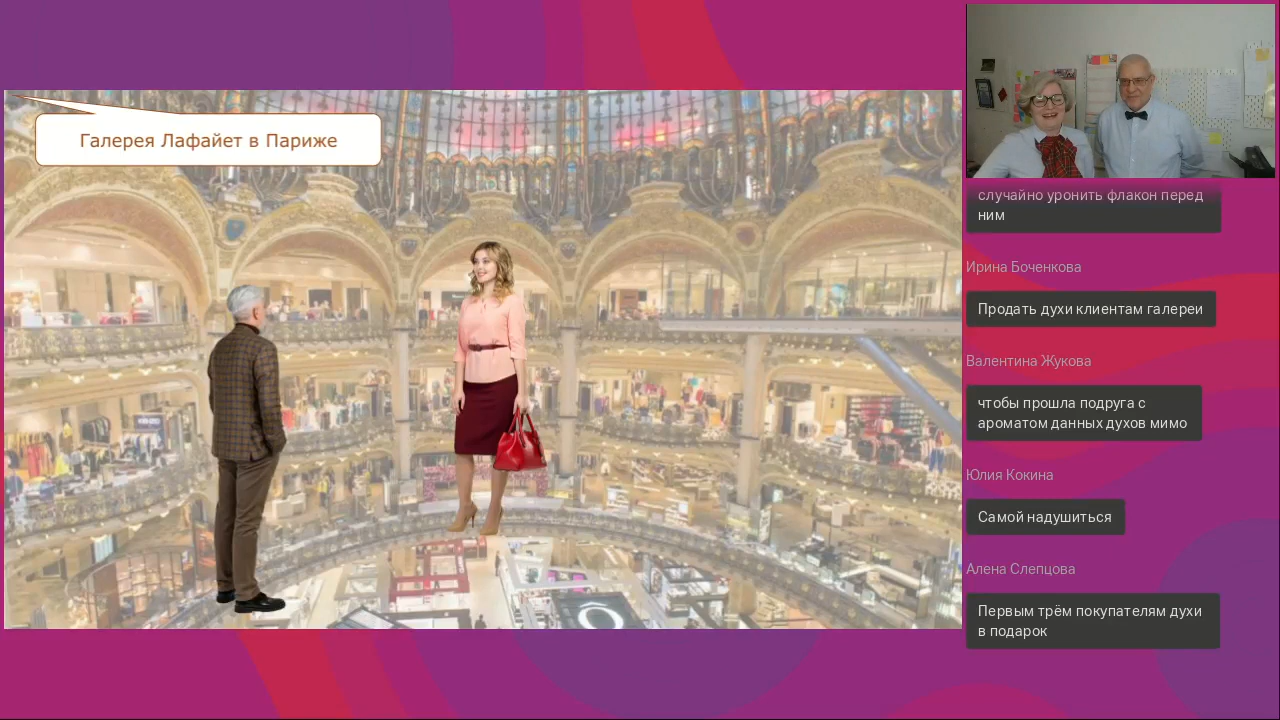 Галерея Лафайет в Париже
случайно уронить флакон перед
ним
Ирина Боченкова
Продать духи клиентам галереи
Валентина Жукова
чтобы прошла подруга с
ароматом данных духов мимо
Юлия Кокина
Самой надушиться
Алена Слепцова
Первым трём покупателям духи
в подарок